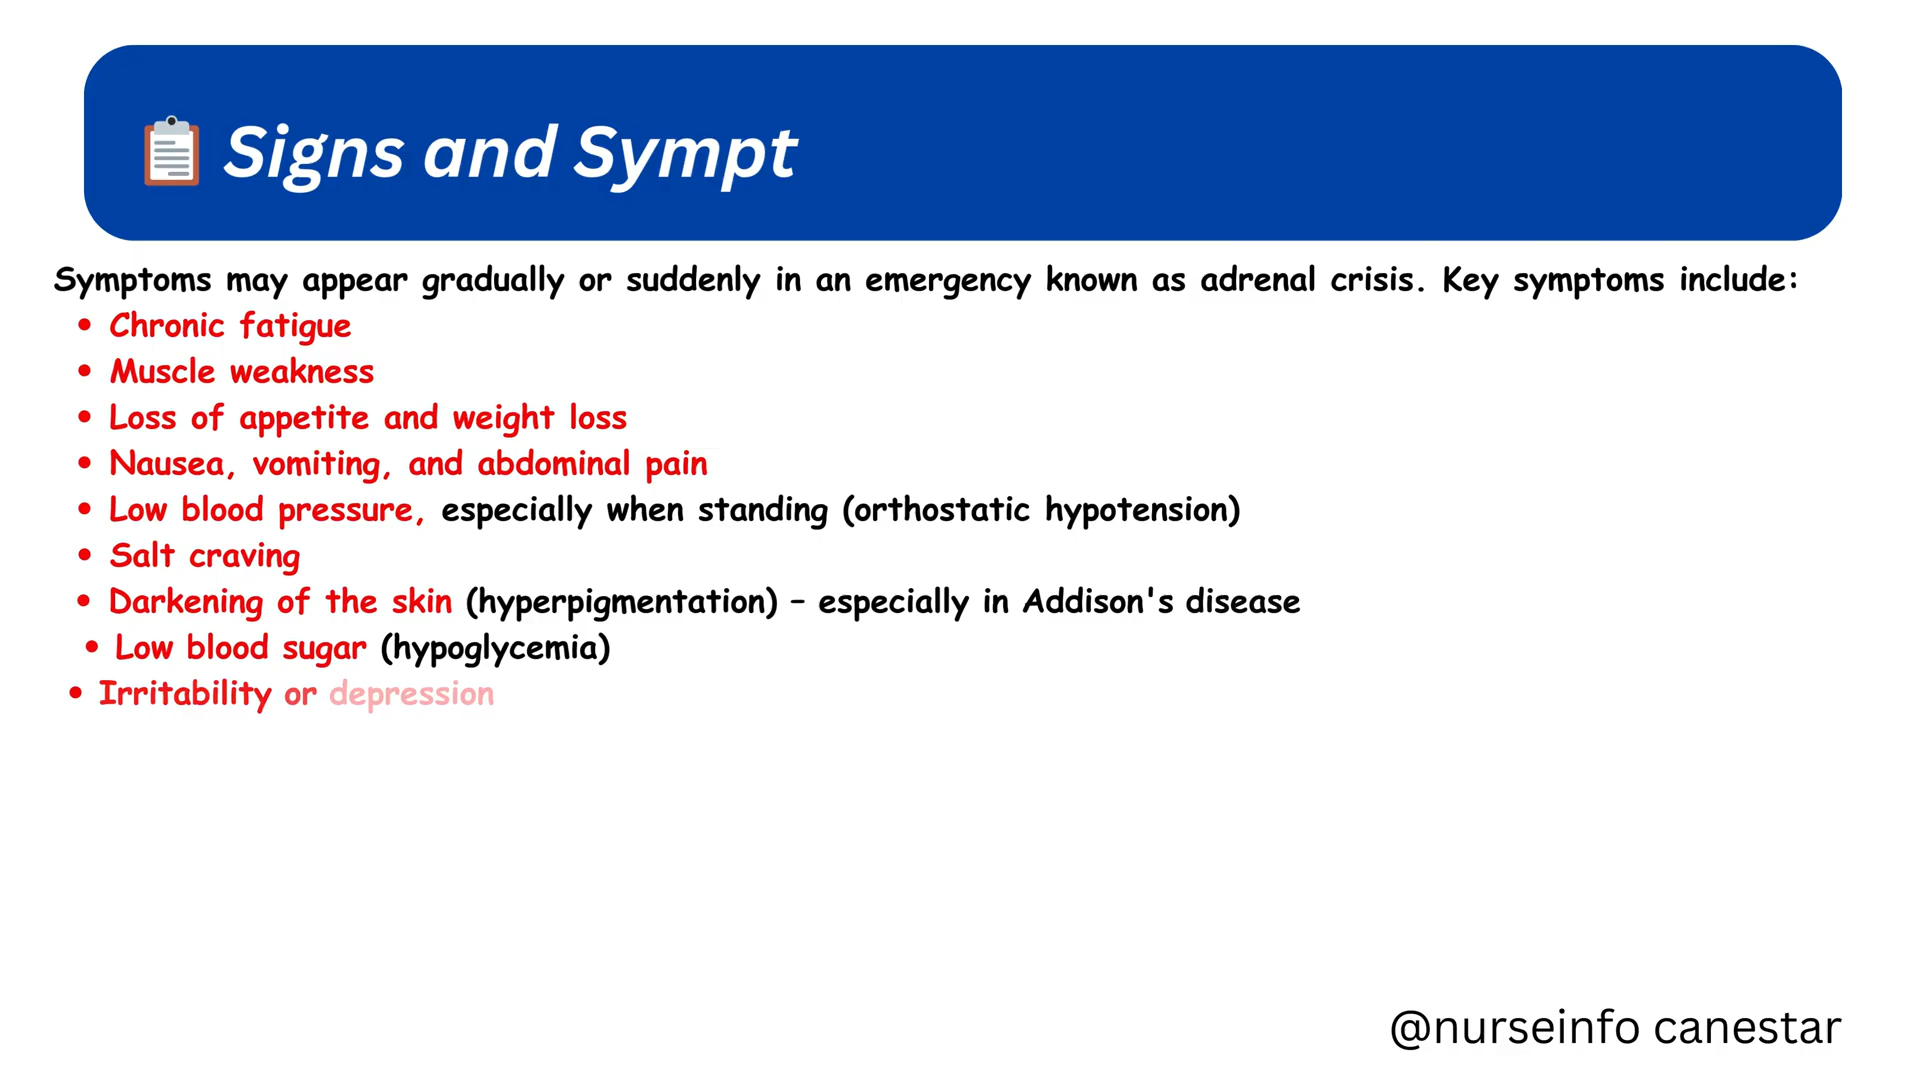 Signs and Sympt
Symptoms may appear gradually or suddenly in an emergency known as adrenal crisis. Key symptoms include:
• Chronic fatigue
• Muscle weakness
• Loss of appetite and weight loss
• Nausea, vomiting, and abdominal pain
• Low blood pressure, especially when standing (orthostatic hypotension)
• Salt craving
• Darkening of the skin (hyperpigmentation) – especially in Addison's disease
• Low blood sugar (hypoglycemia)
• Irritability or depression
@nurseinfo canestar